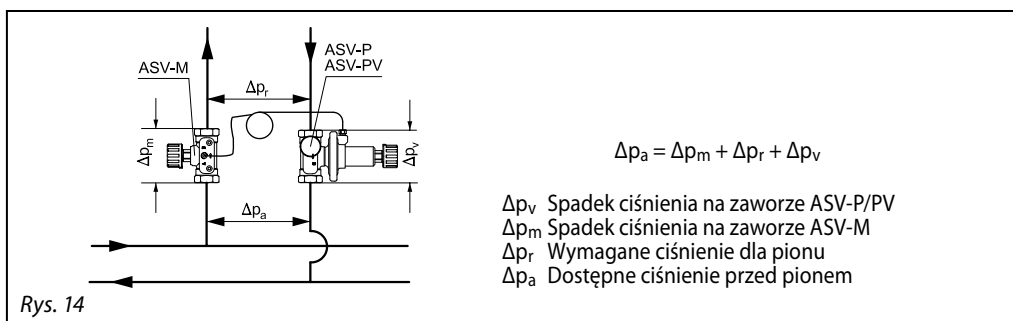 ASV-P
ASV-PV
ASV-M
Δpᵣ
Δpₘ
Δpᵥ
Δpₐ
Rys. 14
Δpₐ = Δpₘ + Δpᵣ + Δpᵥ
Δpᵥ Spadek ciśnienia na zaworze ASV-P/PV
Δpₘ Spadek ciśnienia na zaworze ASV-M
Δpᵣ Wymagane ciśnienie dla pionu
Δpₐ Dostępne ciśnienie przed pionem